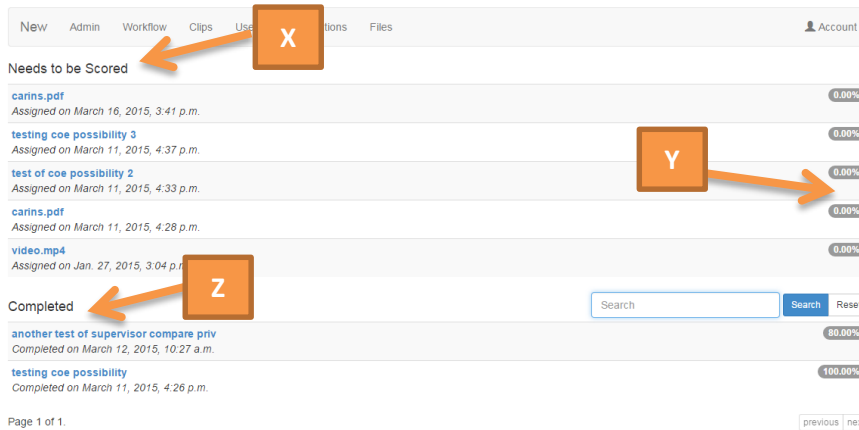 New Admin Workflow Clips Files
Account
X
Needs to be Scored
carins.pdf 0.00%
Assigned on March 16, 2015, 3:41 p.m.
testing coe possibility 3 0.00%
Assigned on March 11, 2015, 4:37 p.m.
Y
test of coe possibility 2 0.00%
Assigned on March 11, 2015, 4:33 p.m.
carins.pdf 0.00%
Assigned on March 11, 2015, 4:28 p.m.
video.mp4 0.00%
Assigned on Jan. 27, 2015, 3:04 p.m.
Z
Completed Search Search Reset
another test of supervisor compare priv 80.00%
Completed on March 12, 2015, 10:27 a.m.
testing coe possibility 100.00%
Completed on March 11, 2015, 4:26 p.m.
Page 1 of 1. previous next